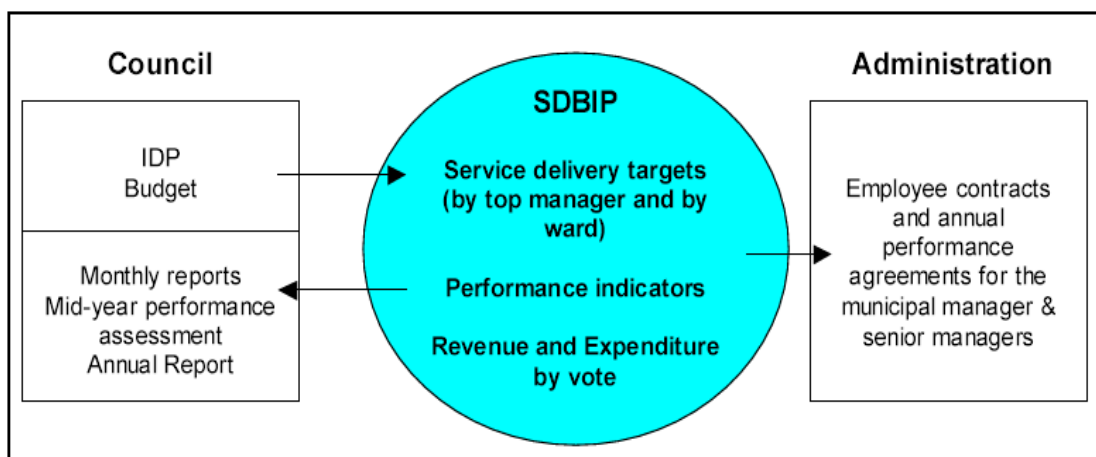 Council
IDP
Budget
Monthly reports
Mid-year performance
assessment
Annual Report
SDBIP
Service delivery targets
(by top manager and by
ward)
Performance indicators
Revenue and Expenditure
by vote
Administration
Employee contracts
and annual
performance
agreements for the
municipal manager &
senior managers